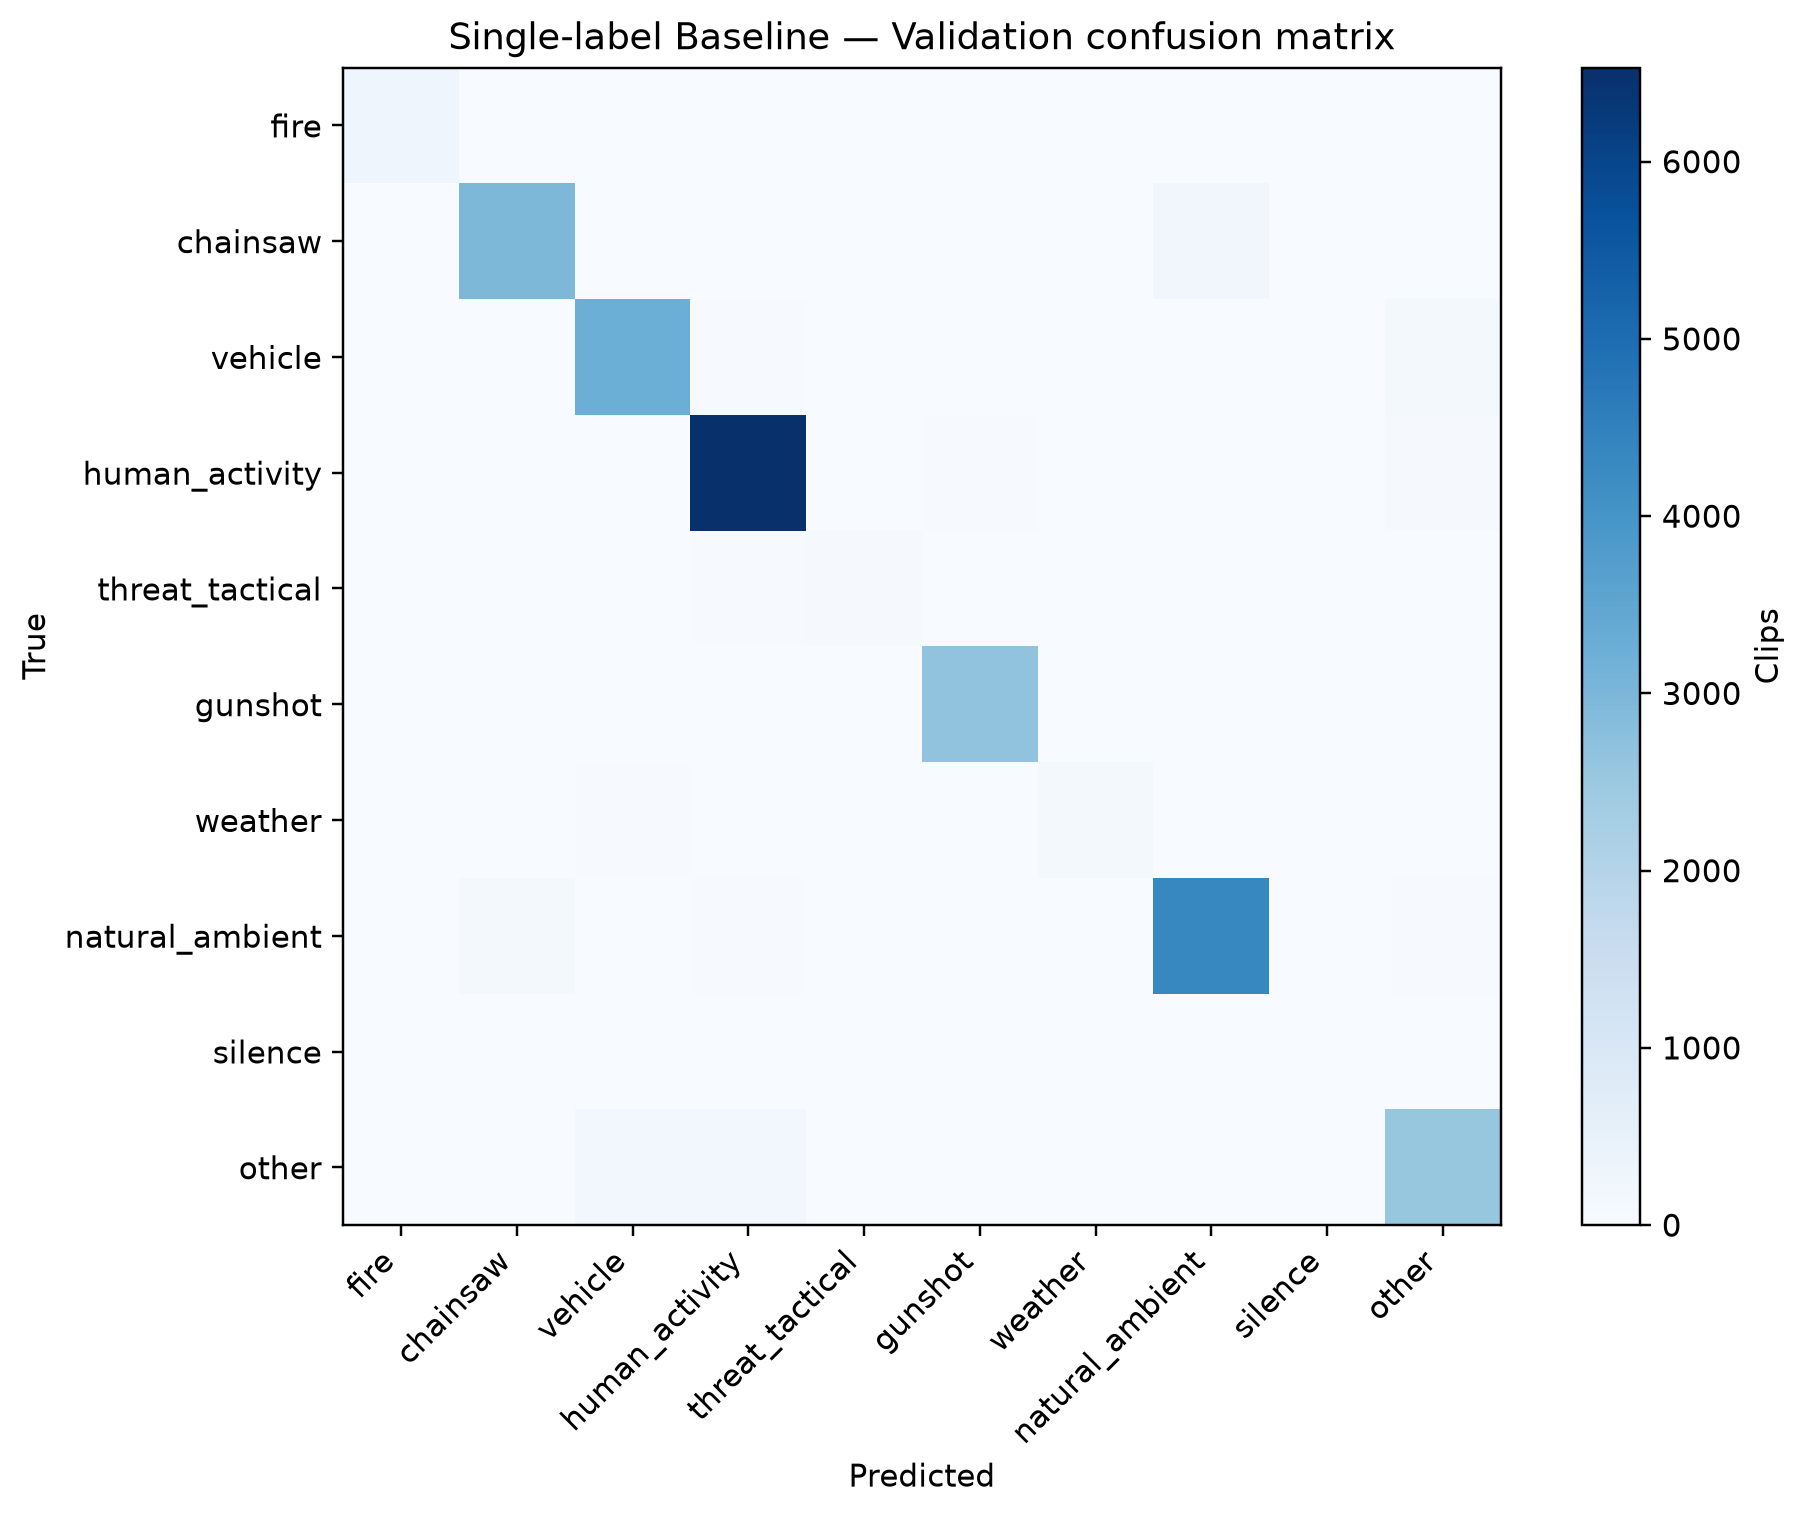 Single-label Baseline — Validation confusion matrix
fire
chainsaw
vehicle
human_activity
threat_tactical
gunshot
weather
natural_ambient
silence
other
True
fire
chainsaw
vehicle
human_activity
threat_tactical
gunshot
weather
natural_ambient
silence
other
Predicted
6000
5000
4000
3000
2000
1000
0
Clips